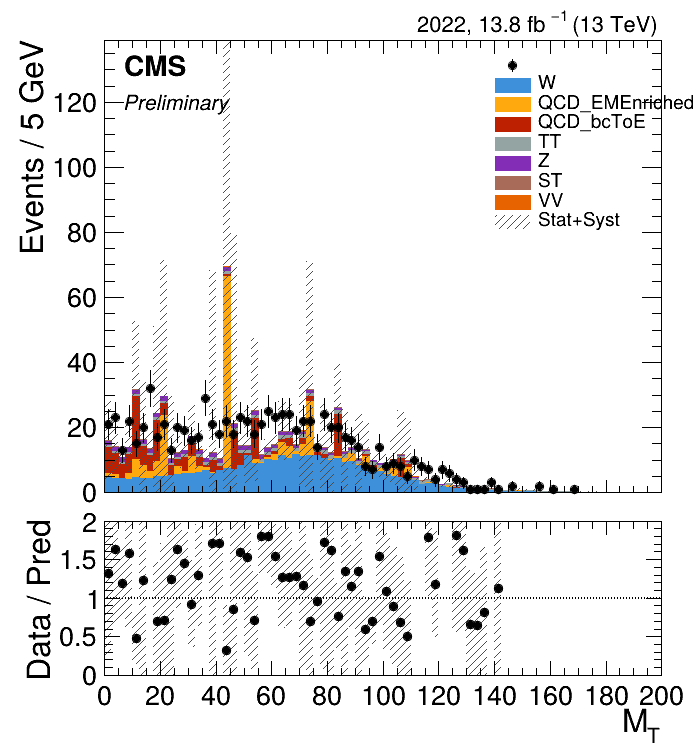 2022, 13.8 fb⁻¹ (13 TeV)
CMS
Preliminary
W
QCD_EMEnriched
QCD_bcToE
TT
Z
ST
VV
Stat+Syst
Events / 5 GeV
120
100
80
60
40
20
0
Data / Pred
2
1.5
1
0.5
0
0 20 40 60 80 100 120 140 160 180 200
M_T